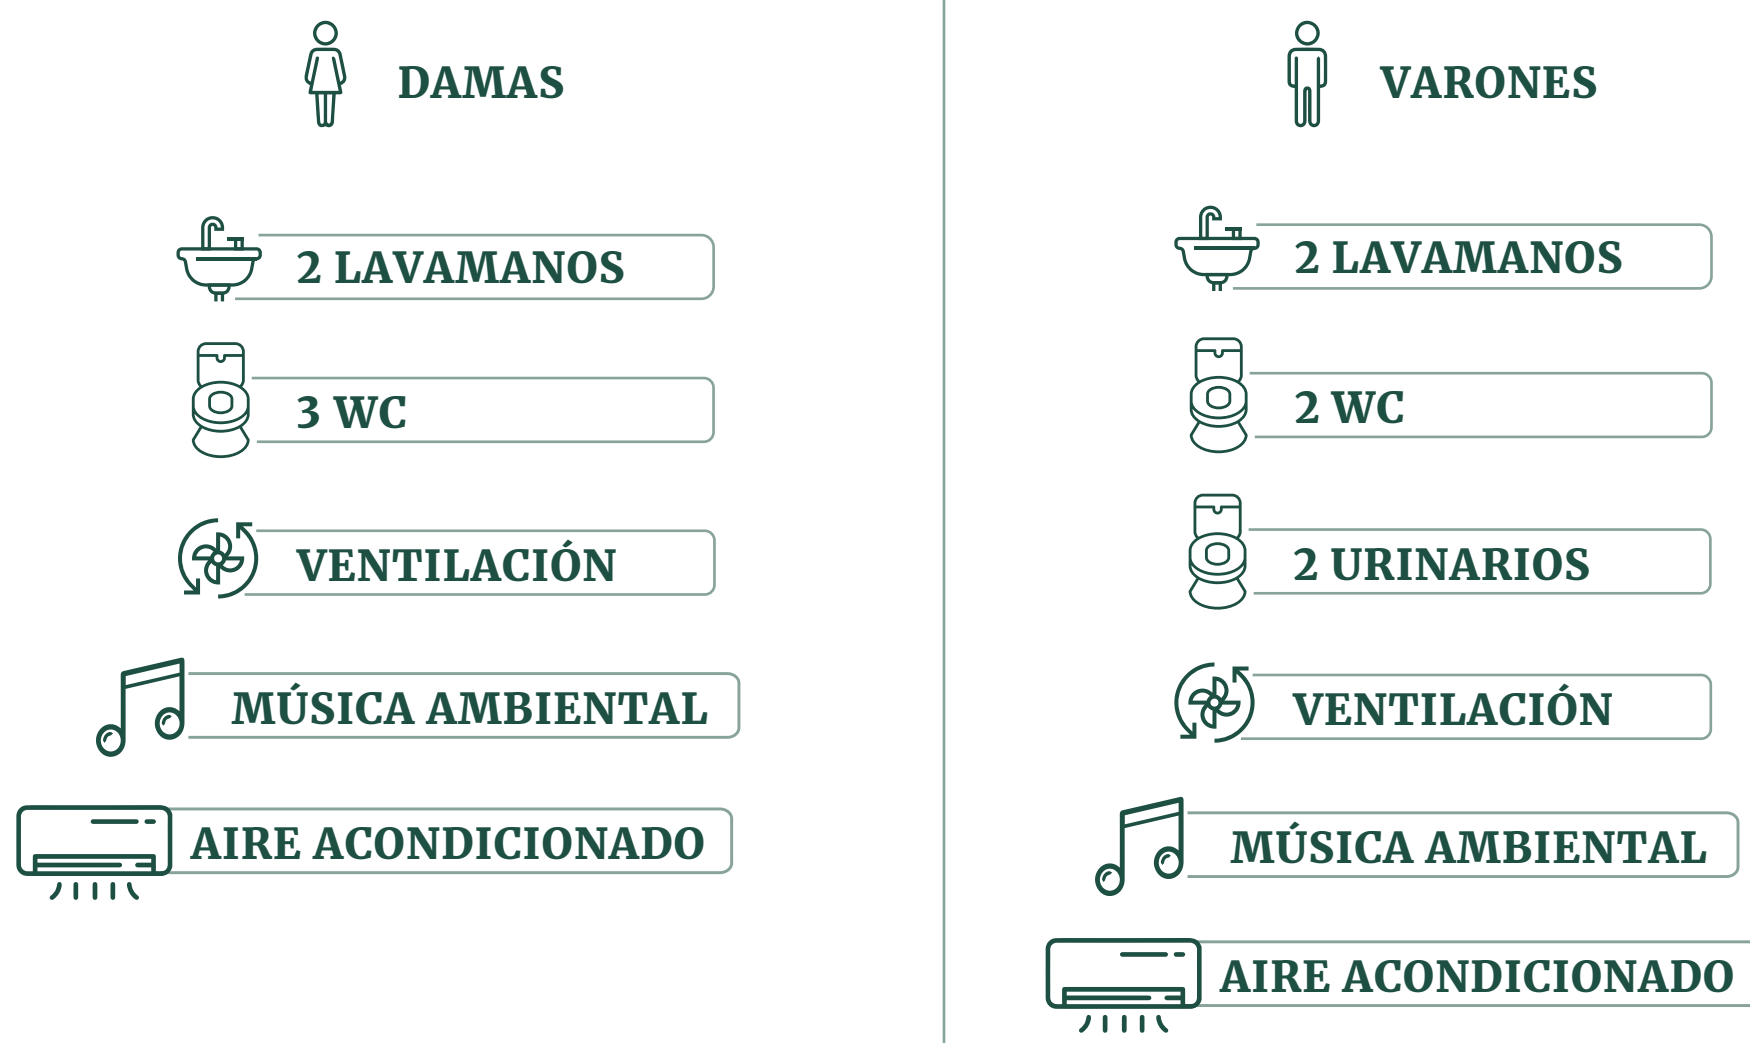 DAMAS
2 LAVAMANOS
3 WC
VENTILACIÓN
MÚSICA AMBIENTAL
AIRE ACONDICIONADO
VARONES
2 LAVAMANOS
2 WC
2 URINARIOS
VENTILACIÓN
MÚSICA AMBIENTAL
AIRE ACONDICIONADO